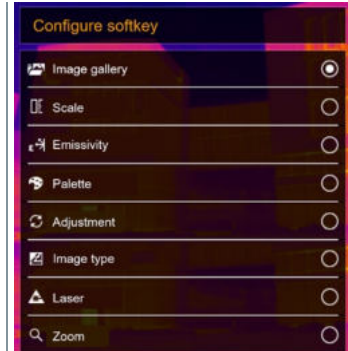 Configure softkey
Image gallery
Scale
Emissivity
Palette
Adjustment
Image type
Laser
Zoom